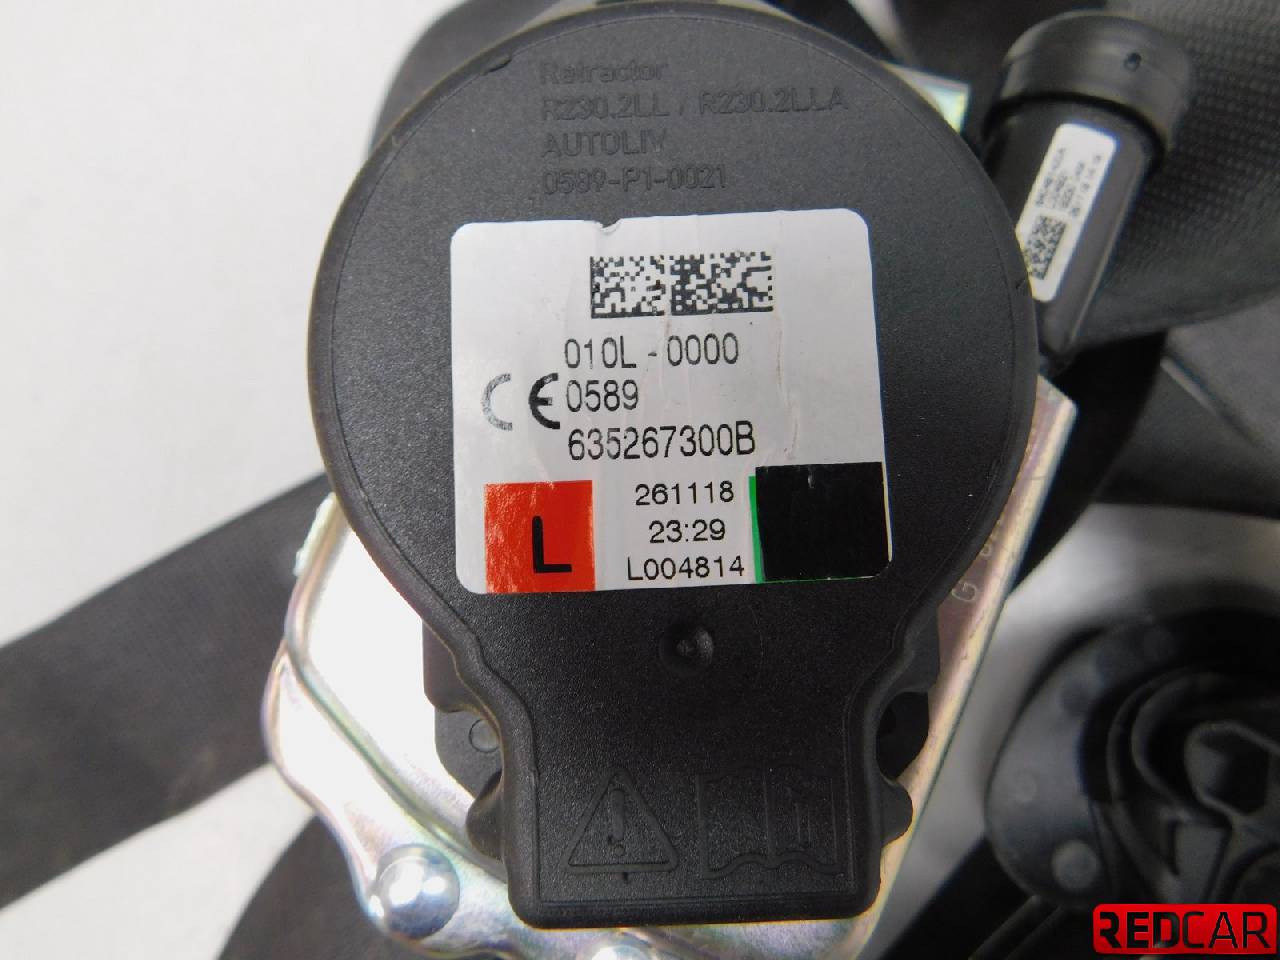 Retractor
R230.2LL / R230.2LLA
AUTOLIV
0589-P1-0021
010L-0000
CE 0589
635267300B
L
261118
23:29
L004814
G
REDCAR